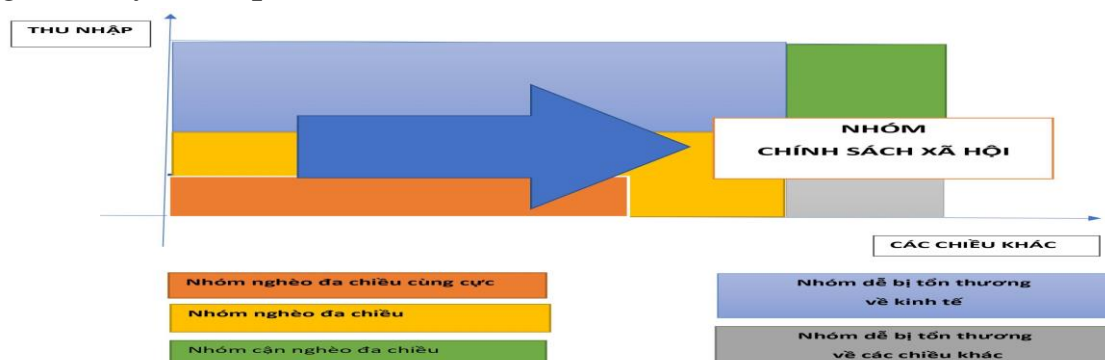 THU NHẬP
NHÓM
CHÍNH SÁCH XÃ HỘI
CÁC CHIỀU KHÁC
Nhóm nghèo đa chiều cùng cực
Nhóm nghèo đa chiều
Nhóm cận nghèo đa chiều
Nhóm dễ bị tổn thương
về kinh tế
Nhóm dễ bị tổn thương
về các chiều khác